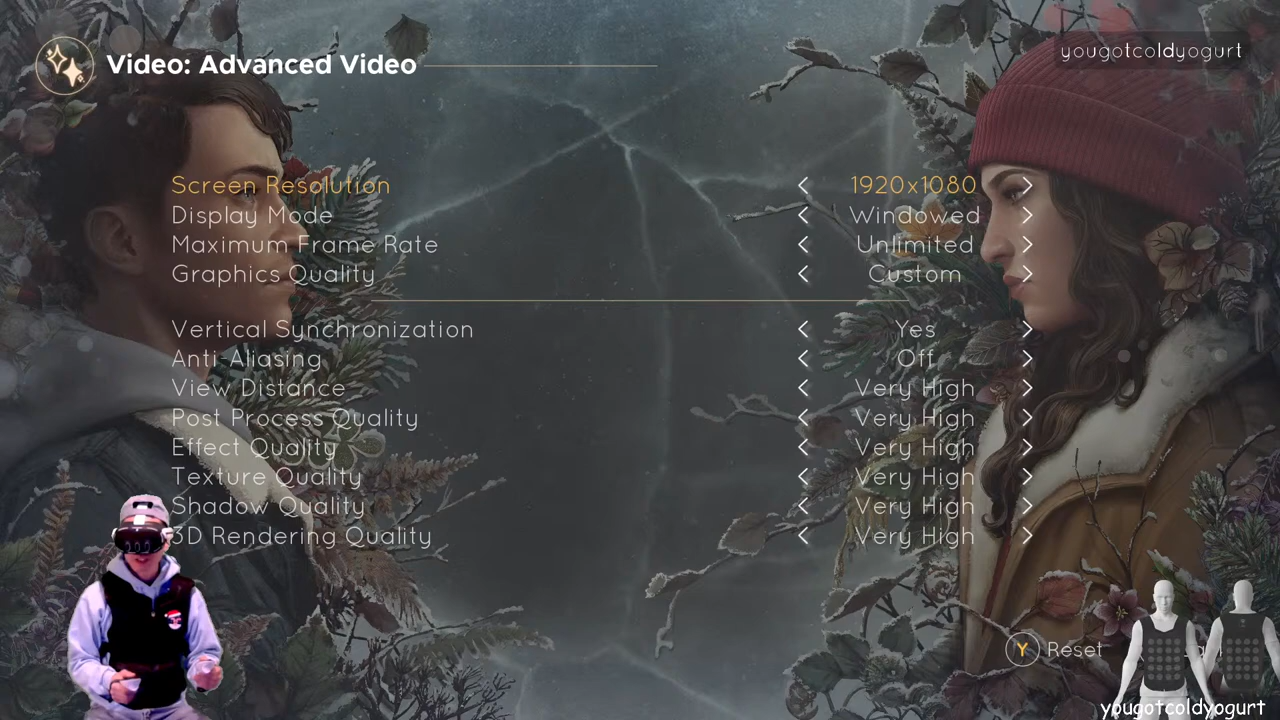 Video: Advanced Video
yougotcoldyogurt
Screen Resolution 1920x1080
Display Mode Windowed
Maximum Frame Rate Unlimited
Graphics Quality Custom
Vertical Synchronization Yes
Anti-Aliasing Off
View Distance Very High
Post Process Quality Very High
Effect Quality Very High
Texture Quality Very High
Shadow Quality Very High
3D Rendering Quality Very High
Y Reset
yougotcoldyogurt